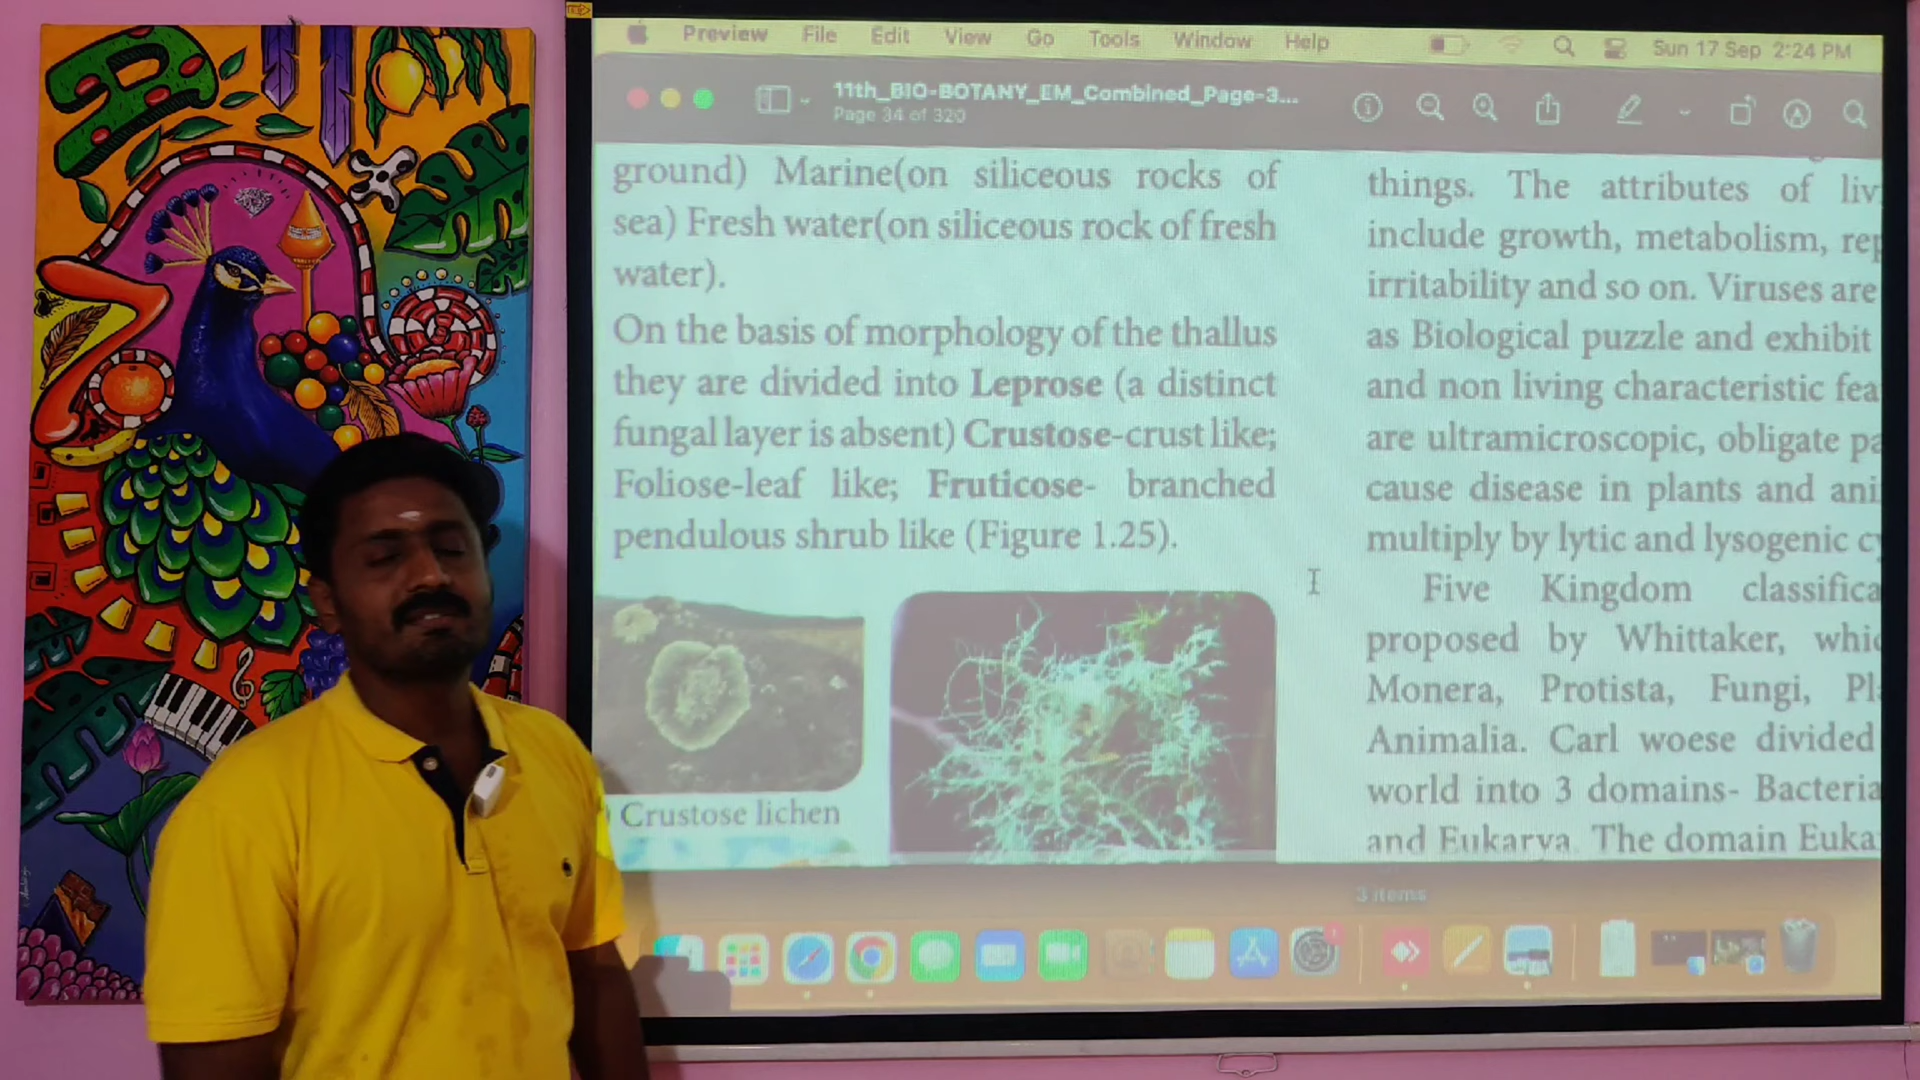 Preview File Edit View Go Tools Window Help Sun 17 Sep 2:24 PM
11th_BIO-BOTANY_EM_Combined_Page-3...
Page 34 of 320
ground) Marine(on siliceous rocks of
sea) Fresh water(on siliceous rock of fresh
water).
On the basis of morphology of the thallus
they are divided into Leprose (a distinct
fungal layer is absent) Crustose-crust like;
Foliose-leaf like; Fruticose- branched
pendulous shrub like (Figure 1.25).
) Crustose lichen
things. The attributes of liv
include growth, metabolism, rep
irritability and so on. Viruses are
as Biological puzzle and exhibit
and non living characteristic fea
are ultramicroscopic, obligate pa
cause disease in plants and ani
multiply by lytic and lysogenic cy
Five Kingdom classifica
proposed by Whittaker, whic
Monera, Protista, Fungi, Pl
Animalia. Carl woese divided
world into 3 domains- Bacteria
and Eukarya. The domain Euka
3 items